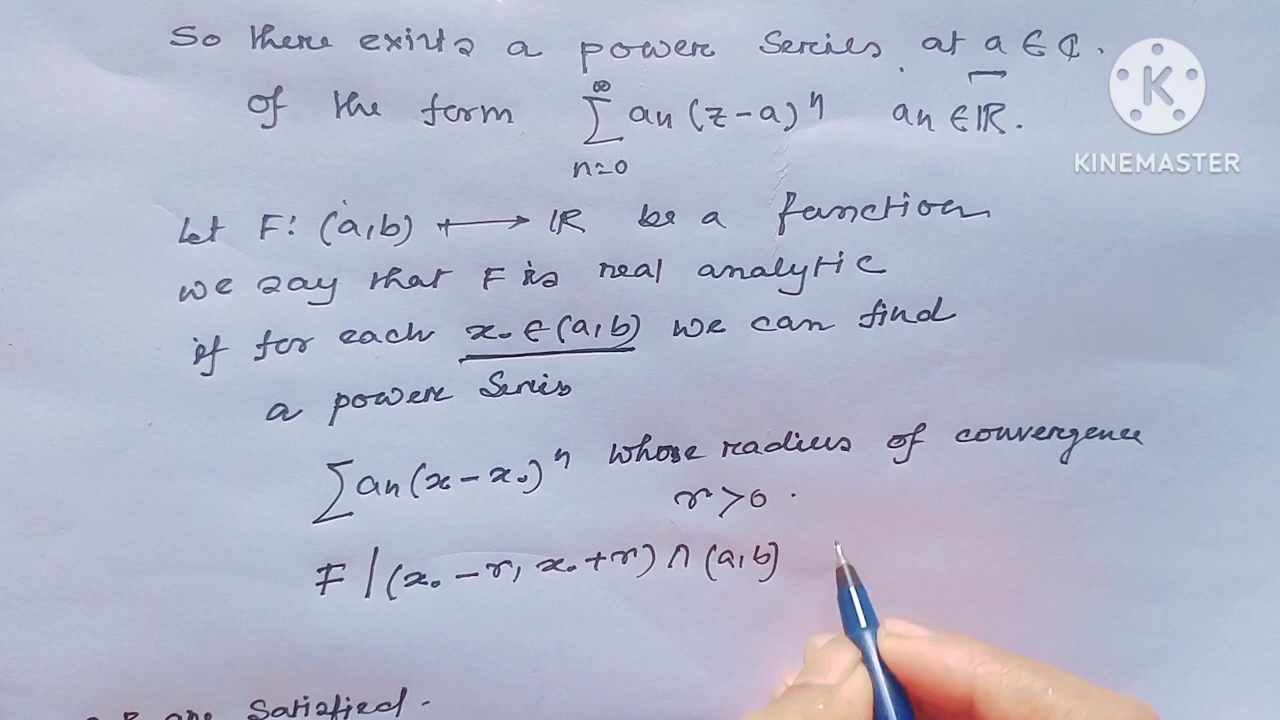 So there exists a power series at a ∈ ₵.
of the form ∑_{n=0}^{∞} an (z-a)^n an ∈ ℝ.
K
KINEMASTER
Let F: (a,b) ⟼ ℝ be a function
we say that F is real analytic
if for each x₀ ∈ (a,b) we can find
a power Series
∑ an (x - x₀)^n whose radius of convergence
r > 0.
F | (x₀ - r, x₀ + r) ∩ (a,b)
are Satisfied.